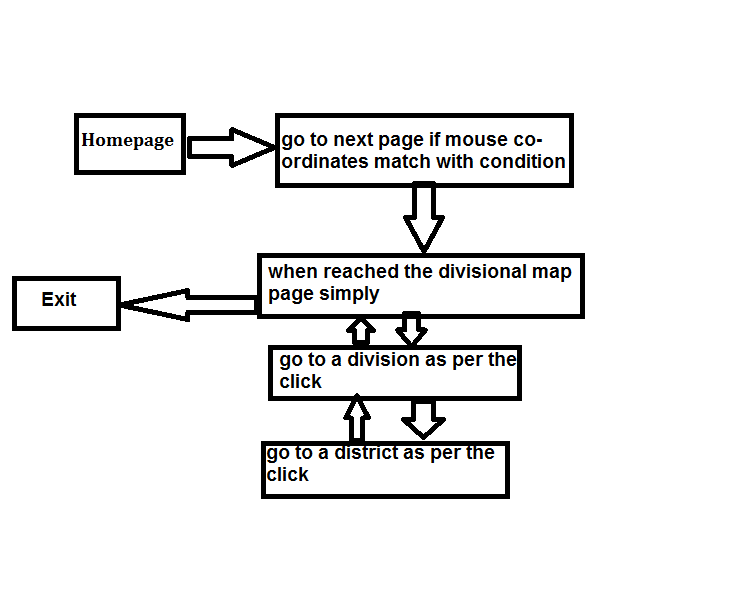 Homepage
go to next page if mouse co-
ordinates match with condition
when reached the divisional map
page simply
Exit
go to a division as per the
click
go to a district as per the
click